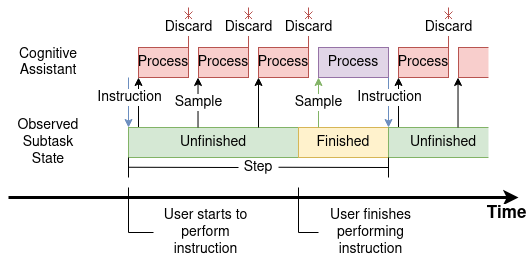 Discard
Discard
Discard
Discard
Cognitive
Assistant
Process
Process
Process
Process
Process
Instruction
Sample
Sample
Instruction
Observed
Subtask
State
Unfinished
Finished
Unfinished
Step
Time
User starts to
perform
instruction
User finishes
performing
instruction